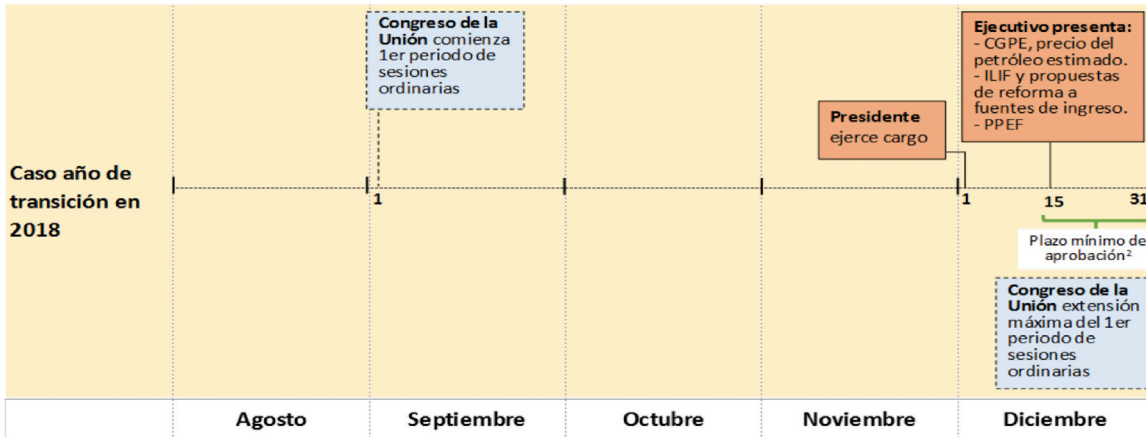 Congreso de la
Unión comienza
1er periodo de
sesiones
ordinarias
Ejecutivo presenta:
- CGPE, precio del
petróleo estimado.
- ILIF y propuestas
de reforma a
fuentes de ingreso.
- PPEF
Presidente
ejerce cargo
Caso año de
transición en
2018
1
1
15
31
Plazo mínimo de
aprobación²
Congreso de la
Unión extensión
máxima del 1er
periodo de
sesiones
ordinarias
Agosto
Septiembre
Octubre
Noviembre
Diciembre